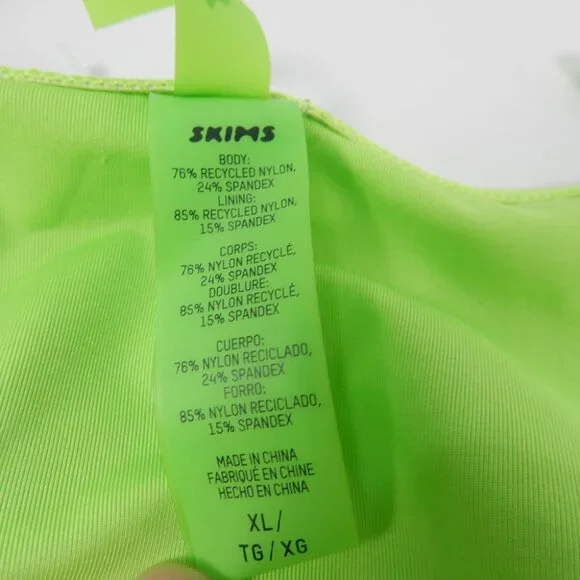 SKIMS
BODY:
76% RECYCLED NYLON,
24% SPANDEX
LINING:
85% RECYCLED NYLON,
15% SPANDEX
CORPS:
76% NYLON RECYCLÉ,
24% SPANDEX
DOUBLURE:
85% NYLON RECYCLÉ,
15% SPANDEX
CUERPO:
76% NYLON RECICLADO,
24% SPANDEX
FORRO:
85% NYLON RECICLADO,
15% SPANDEX
MADE IN CHINA
FABRIQUÉ EN CHINE
HECHO EN CHINA
XL/
TG / XG